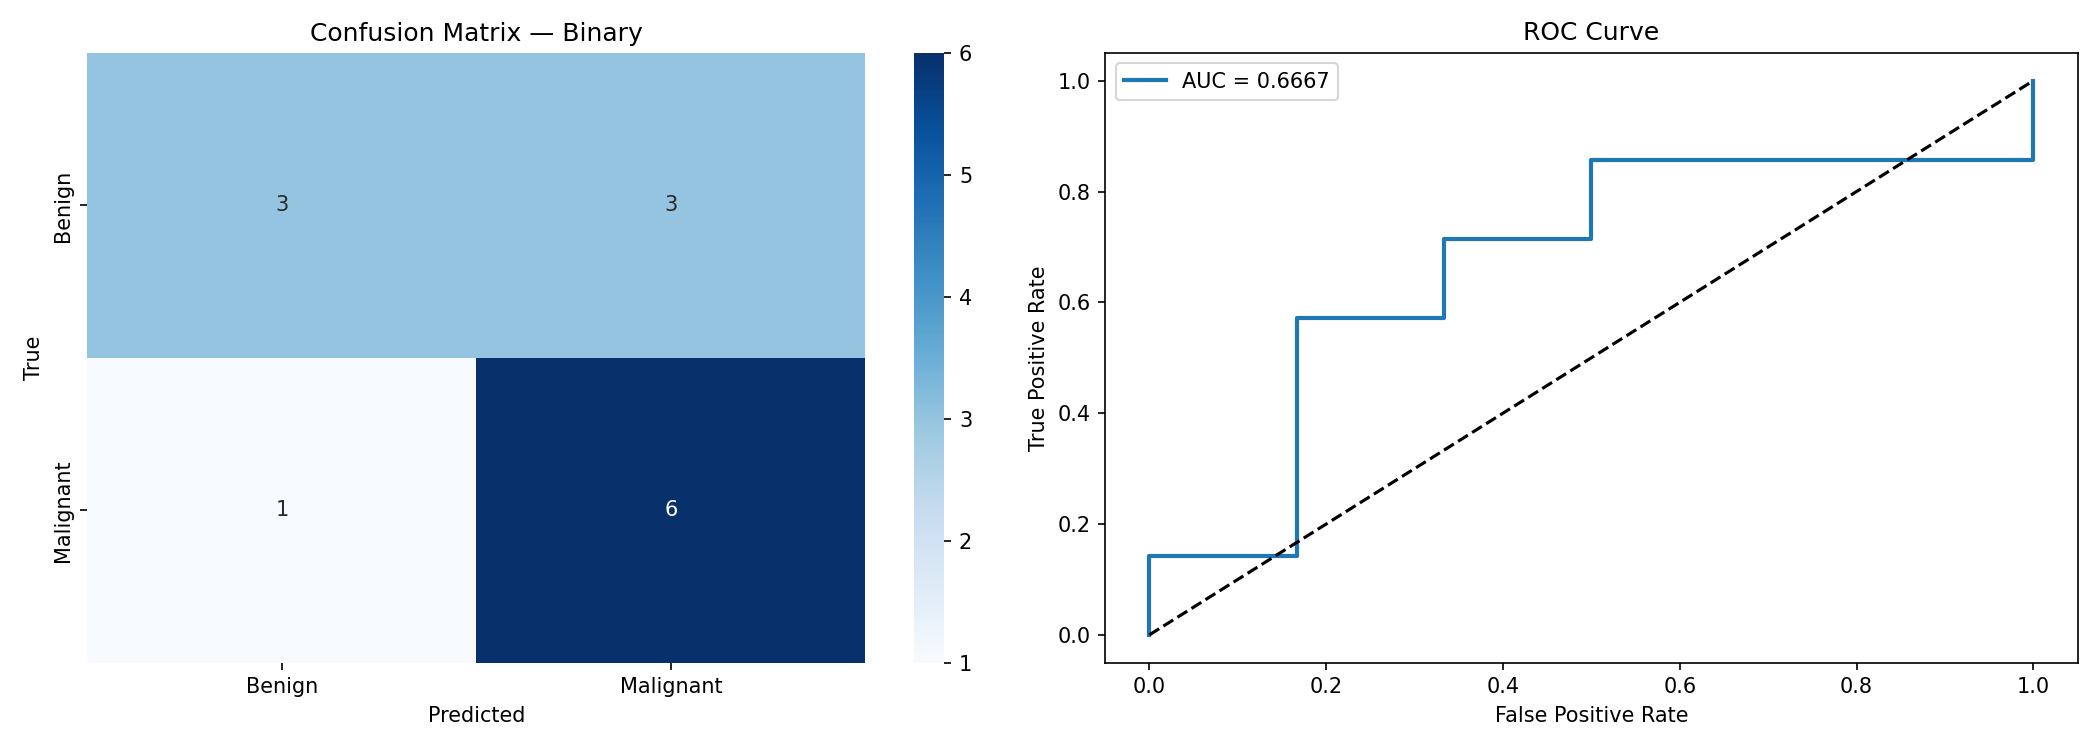 Confusion Matrix — Binary
Benign
Malignant
True
3 3
1 6
Benign Malignant
Predicted
6
5
4
3
2
1
ROC Curve
AUC = 0.6667
True Positive Rate
1.0
0.8
0.6
0.4
0.2
0.0
0.0 0.2 0.4 0.6 0.8 1.0
False Positive Rate